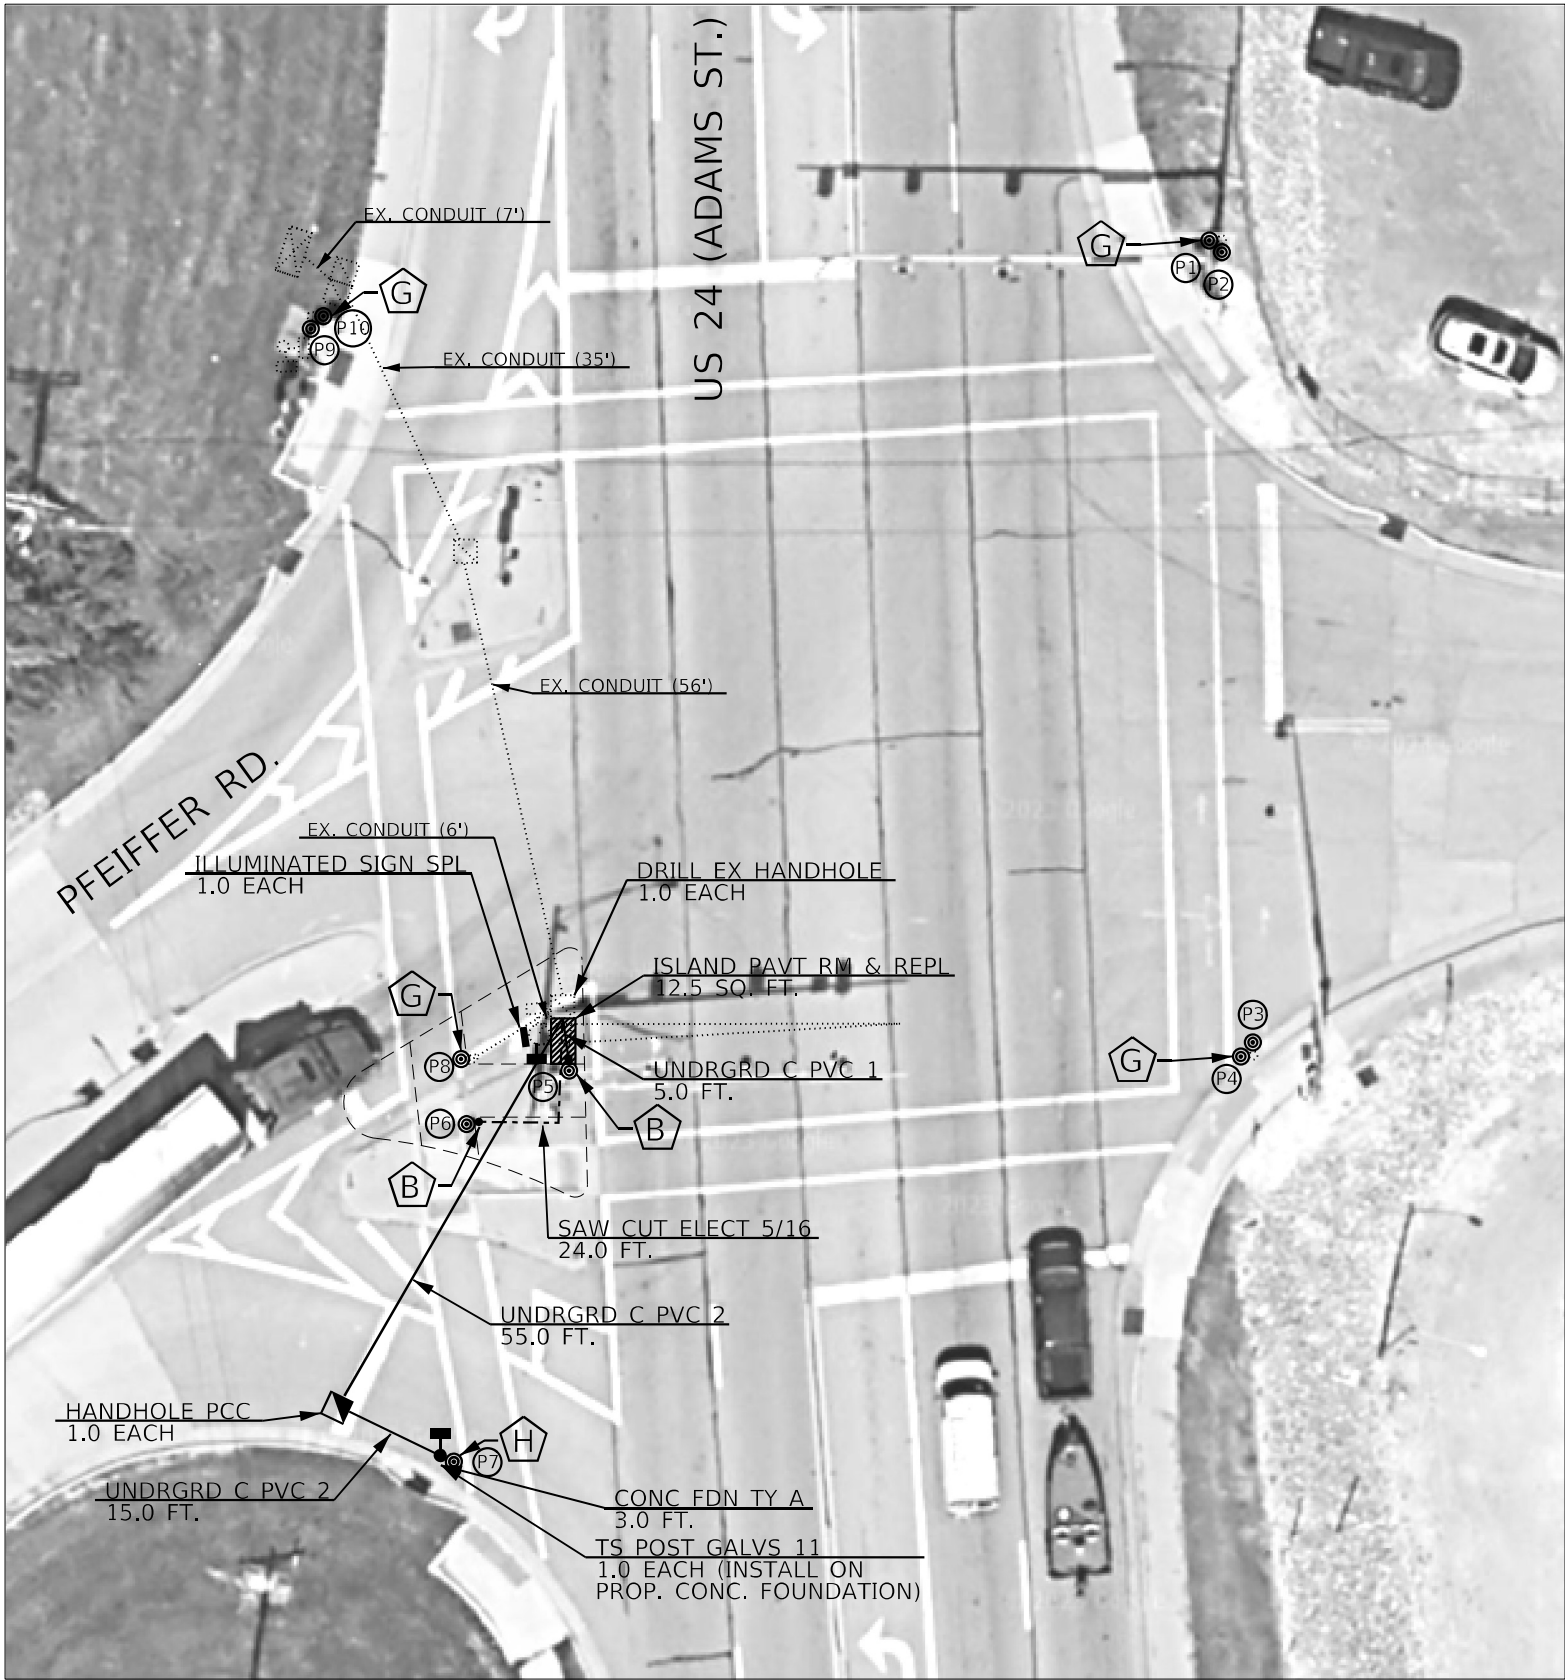 US 24 (ADAMS ST.)
EX. CONDUIT (7')
G
P1
P2
G
P10
P9
EX. CONDUIT (35')
EX. CONDUIT (56')
PFEIFFER RD.
EX. CONDUIT (6')
ILLUMINATED SIGN SPL
1.0 EACH
DRILL EX HANDHOLE
1.0 EACH
ISLAND PAVT RM & REPL
12.5 SQ. FT.
G
P8
P5
UNDRGRD C PVC 1
5.0 FT.
P3
G
P4
P6
B
B
SAW CUT ELECT 5/16
24.0 FT.
UNDRGRD C PVC 2
55.0 FT.
HANDHOLE PCC
1.0 EACH
H
P7
UNDRGRD C PVC 2
15.0 FT.
CONC FDN TY A
3.0 FT.
TS POST GALVS 11
1.0 EACH (INSTALL ON
PROP. CONC. FOUNDATION)